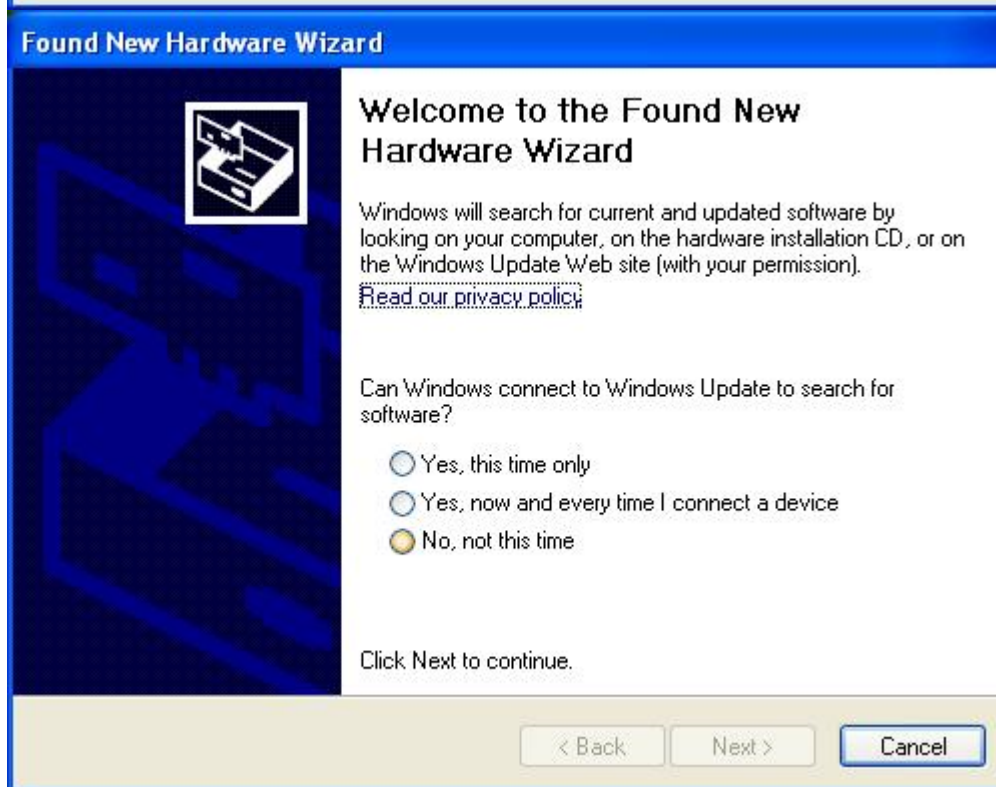 Found New Hardware Wizard
Welcome to the Found New
Hardware Wizard
Windows will search for current and updated software by
looking on your computer, on the hardware installation CD, or on
the Windows Update Web site (with your permission).
Read our privacy policy
Can Windows connect to Windows Update to search for
software?
Yes, this time only
Yes, now and every time I connect a device
No, not this time
Click Next to continue.
< Back
Next >
Cancel